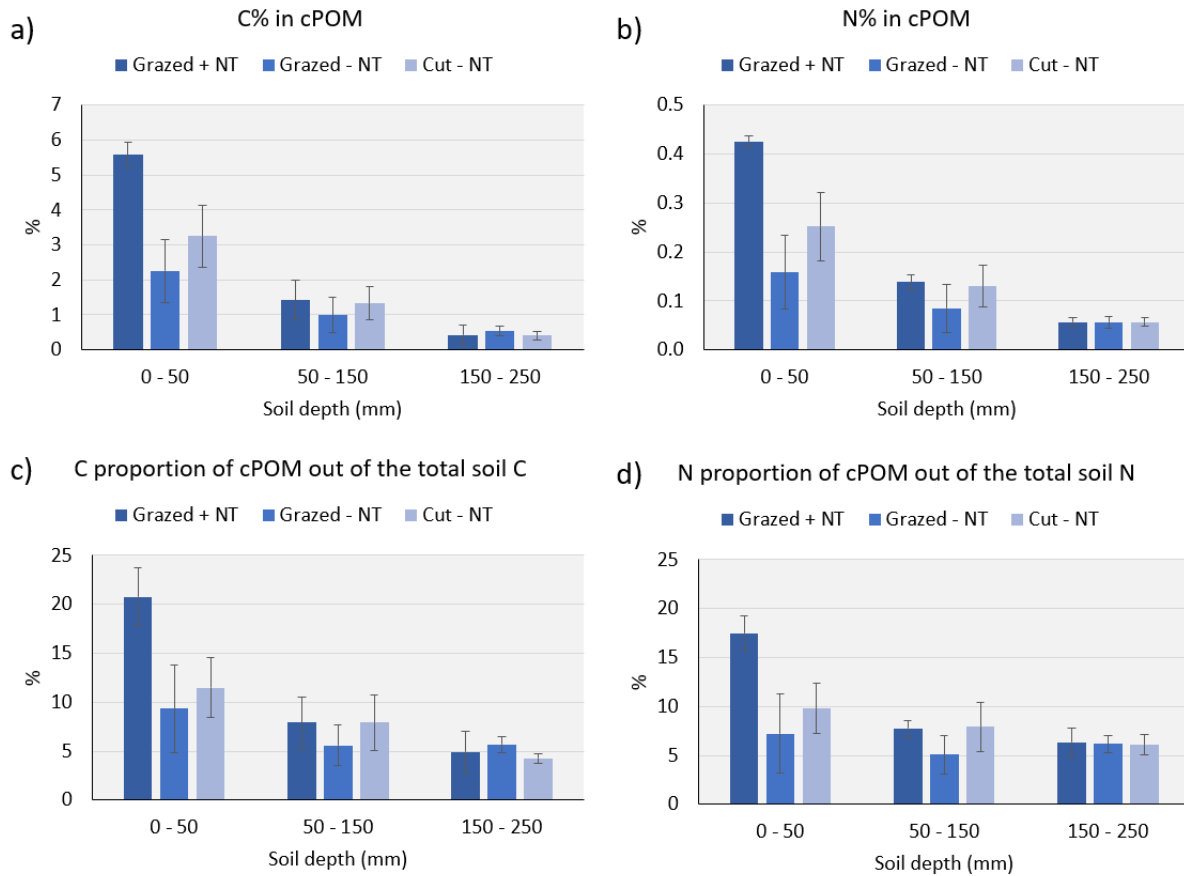 a)
C% in cPOM
Grazed + NT Grazed - NT Cut - NT
7
6
5
4
3
2
1
0
%
0 - 50 50 - 150 150 - 250
Soil depth (mm)
b)
N% in cPOM
Grazed + NT Grazed - NT Cut - NT
0.5
0.4
0.3
0.2
0.1
0.0
%
0 - 50 50 - 150 150 - 250
Soil depth (mm)
c)
C proportion of cPOM out of the total soil C
Grazed + NT Grazed - NT Cut - NT
25
20
15
10
5
0
%
0 - 50 50 - 150 150 - 250
Soil depth (mm)
d)
N proportion of cPOM out of the total soil N
Grazed + NT Grazed - NT Cut - NT
25
20
15
10
5
0
%
0 - 50 50 - 150 150 - 250
Soil depth (mm)